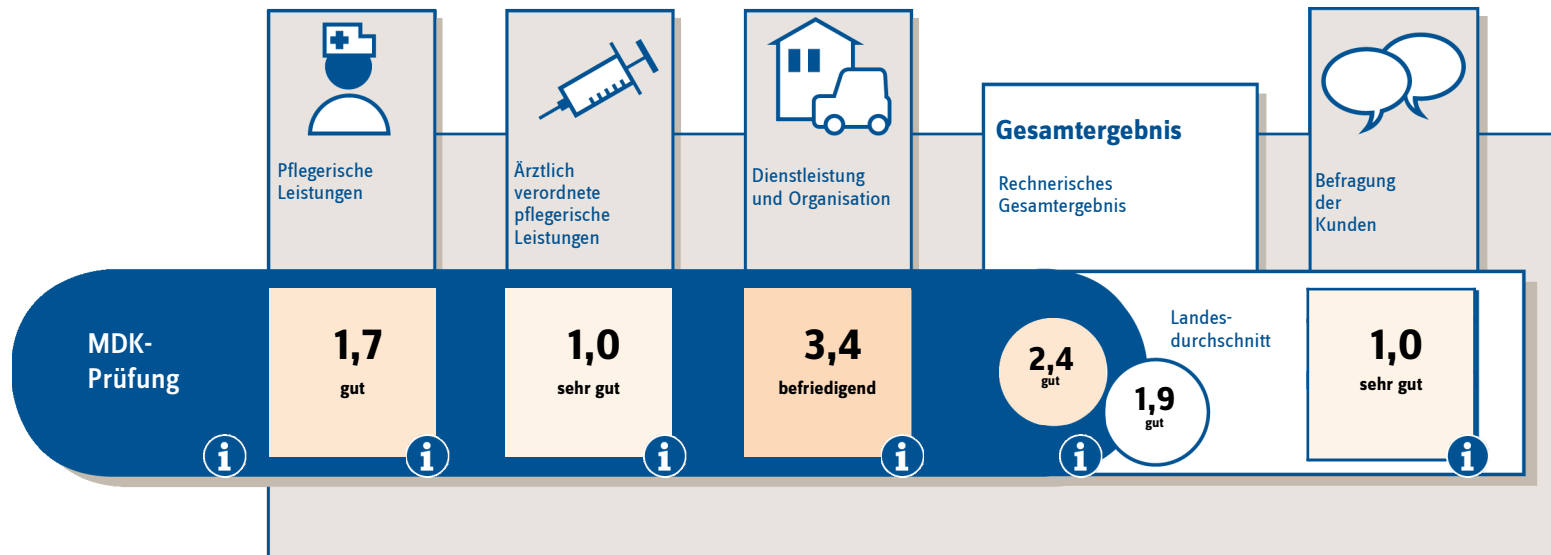 Pflegerische
Leistungen
Ärztlich
verordnete
pflegerische
Leistungen
Dienstleistung
und Organisation
Gesamtergebnis
Rechnerisches
Gesamtergebnis
Befragung
der
Kunden
MDK-
Prüfung
1,7
gut
1,0
sehr gut
3,4
befriedigend
2,4
gut
Landes-
durchschnitt
1,9
gut
1,0
sehr gut
i
i
i
i
i
i